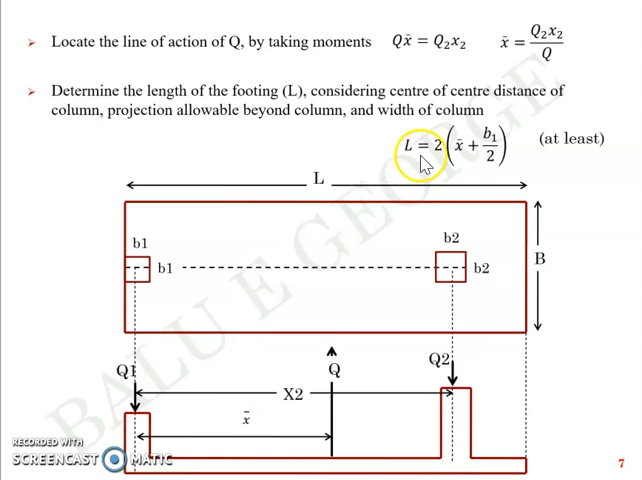 Locate the line of action of Q, by taking moments Qx̄ = Q₂x₂ x̄ = Q₂x₂/Q
Determine the length of the footing (L), considering centre of centre distance of
column, projection allowable beyond column, and width of column
L = 2(x̄ + b₁/2) (at least)
L
b1
b2
b1
b2
B
Q1
Q
Q2
X2
x̄
BALU E GEORGE
RECORDED WITH
SCREENCAST MATIC
7